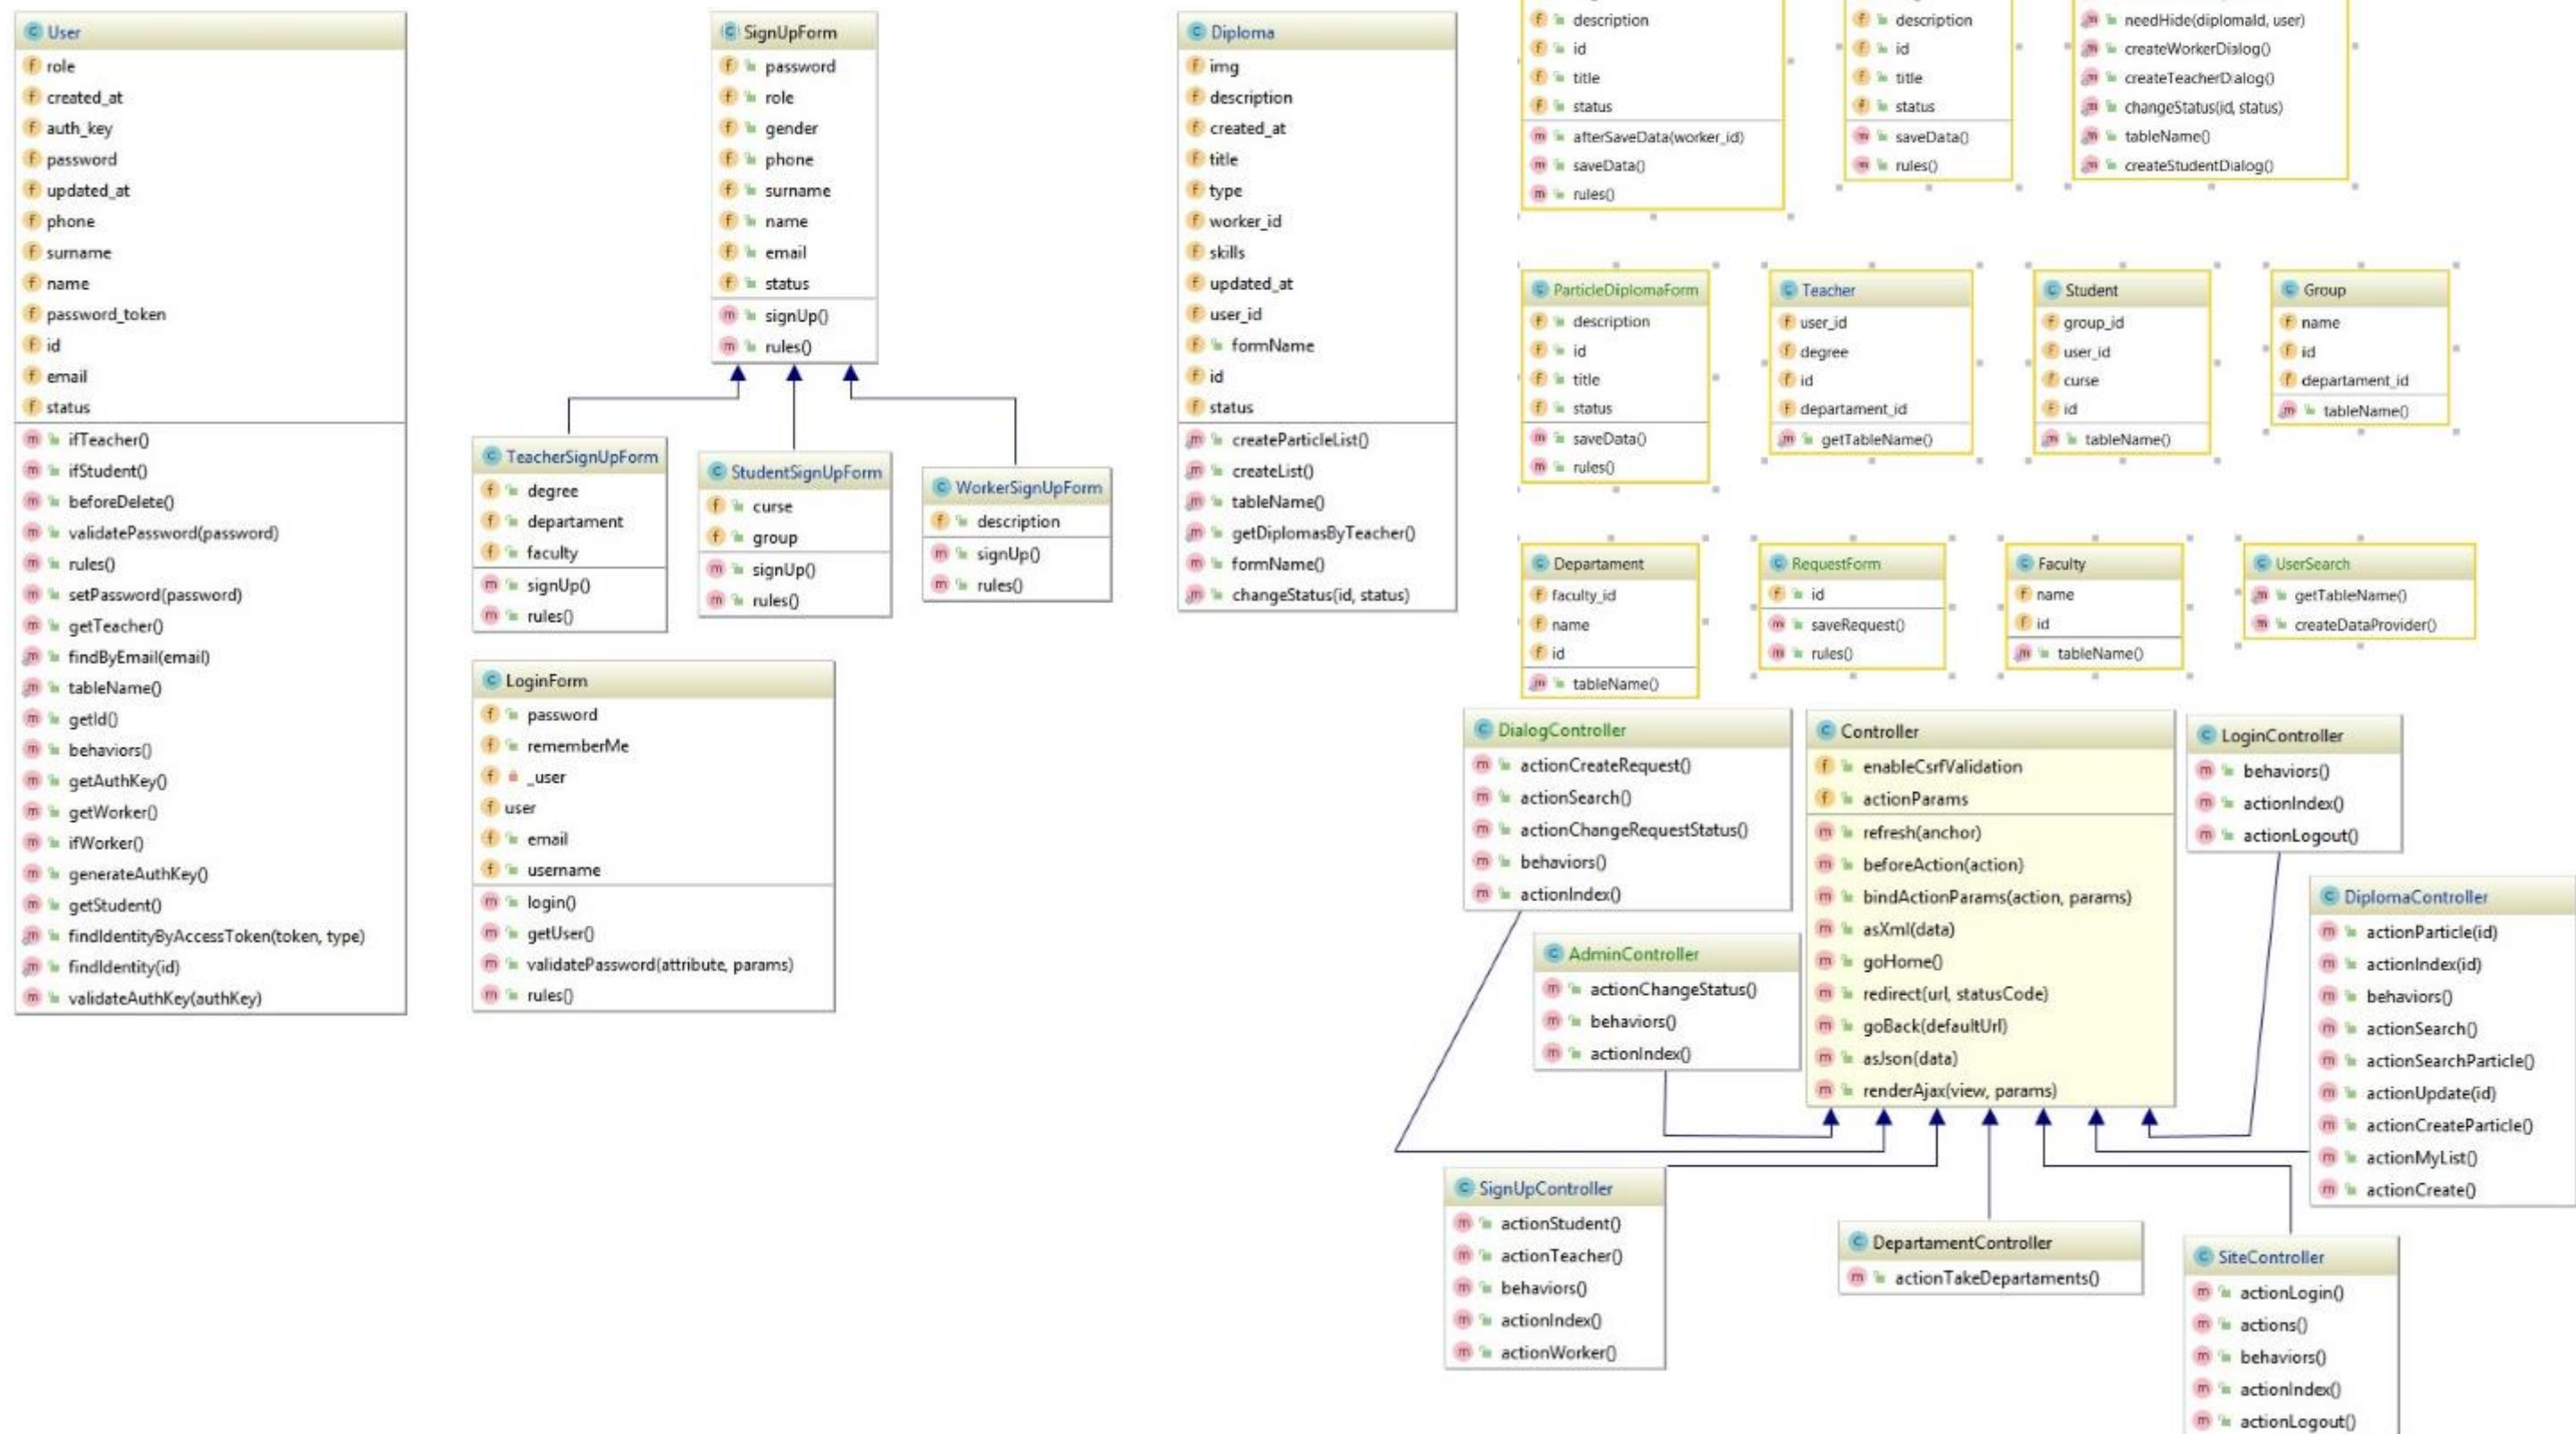 User
role
created_at
auth_key
password
updated_at
phone
surname
name
password_token
id
email
status
ifTeacher()
ifStudent()
beforeDelete()
validatePassword(password)
rules()
setPassword(password)
getTeacher()
findByEmail(email)
tableName()
getId()
behaviors()
getAuthKey()
getWorker()
ifWorker()
generateAuthKey()
getStudent()
findIdentityByAccessToken(token, type)
findIdentity(id)
validateAuthKey(authKey)
SignUpForm
password
role
gender
phone
surname
name
email
status
signUp()
rules()
TeacherSignUpForm
degree
departament
faculty
signUp()
rules()
StudentSignUpForm
curse
group
signUp()
rules()
WorkerSignUpForm
description
signUp()
rules()
LoginForm
password
rememberMe
_user
user
email
username
login()
getUser()
validatePassword(attribute, params)
rules()
Diploma
img
description
created_at
title
type
worker_id
skills
updated_at
user_id
formName
id
status
createParticleList()
createList()
tableName()
getDiplomasByTeacher()
formName()
changeStatus(id, status)
description
id
title
status
afterSaveData(worker_id)
saveData()
rules()
description
id
title
status
saveData()
rules()
needHide(diplomaId, user)
createWorkerDialog()
createTeacherDialog()
changeStatus(id, status)
tableName()
createStudentDialog()
ParticleDiplomaForm
description
id
title
status
saveData()
rules()
Teacher
user_id
degree
id
departament_id
getTableName()
Student
group_id
user_id
curse
id
tableName()
Group
name
id
departament_id
tableName()
Departament
faculty_id
name
id
tableName()
RequestForm
id
saveRequest()
rules()
Faculty
name
id
tableName()
UserSearch
getTableName()
createDataProvider()
DialogController
actionCreateRequest()
actionSearch()
actionChangeRequestStatus()
behaviors()
actionIndex()
AdminController
actionChangeStatus()
behaviors()
actionIndex()
Controller
enableCsrfValidation
actionParams
refresh(anchor)
beforeAction(action)
bindActionParams(action, params)
asXml(data)
goHome()
redirect(url, statusCode)
goBack(defaultUrl)
asJson(data)
renderAjax(view, params)
LoginController
behaviors()
actionIndex()
actionLogout()
DiplomaController
actionParticle(id)
actionIndex(id)
behaviors()
actionSearch()
actionSearchParticle()
actionUpdate(id)
actionCreateParticle()
actionMyList()
actionCreate()
SignUpController
actionStudent()
actionTeacher()
behaviors()
actionIndex()
actionWorker()
DepartamentController
actionTakeDepartaments()
SiteController
actionLogin()
actions()
behaviors()
actionIndex()
actionLogout()